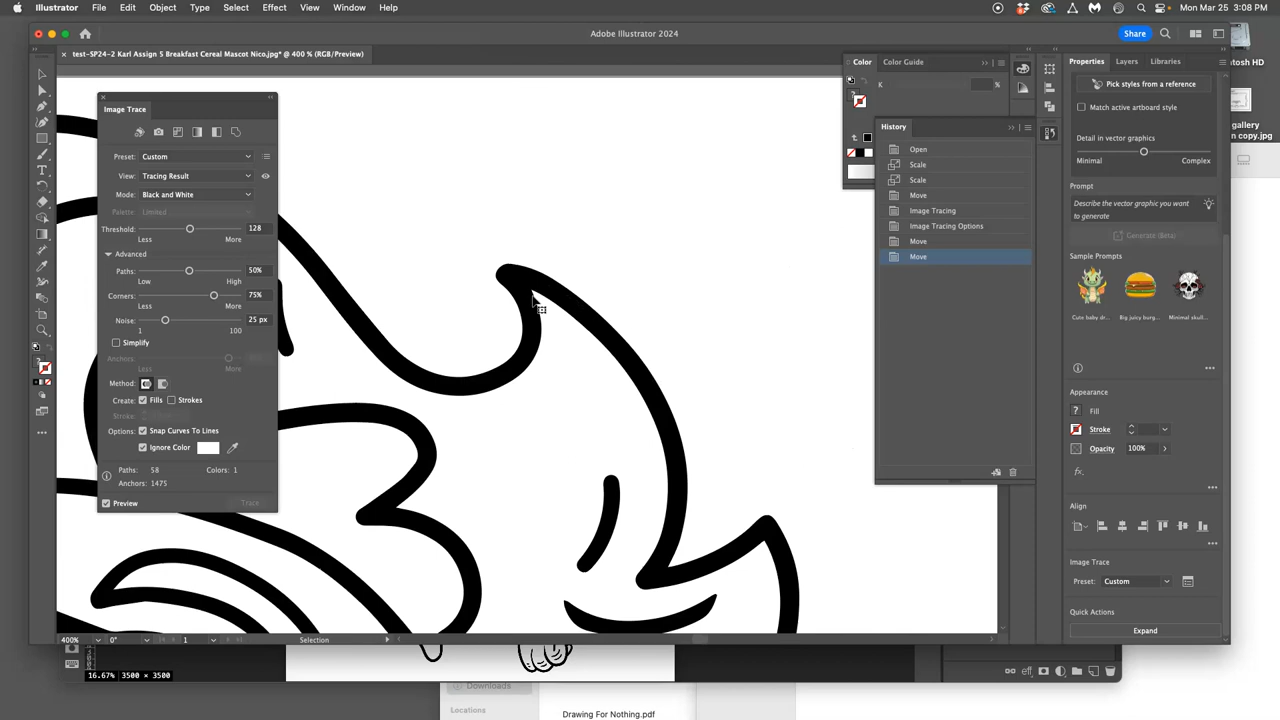 Illustrator File Edit Object Type Select Effect View Window Help
Mon Mar 25 3:08 PM
Adobe Illustrator 2024
Share
× test-SP24-2 Karl Assign 5 Breakfast Cereal Mascot Nico.jpg* @ 400 % (RGB/Preview)
Image Trace
Preset: Custom
View: Tracing Result
Mode: Black and White
Palette: Limited
Threshold: 128
Less More
Advanced
Paths: 50%
Low High
Corners: 75%
Less More
Noise: 25 px
1 100
Simplify
Anchors:
Less More
Method:
Create: Fills Strokes
Stroke:
Options: Snap Curves To Lines
Ignore Color
Paths: 58 Colors: 1
Anchors: 1475
Preview Trace
Color Color Guide
K %
History
Open
Scale
Scale
Move
Image Tracing
Image Tracing Options
Move
Move
Properties Layers Libraries
Pick styles from a reference
Match active artboard style
Detail in vector graphics
Minimal Complex
Prompt
Describe the vector graphic you want
to generate
Generate (Beta)
Sample Prompts
Cute baby dr... Big juicy burg... Minimal skull...
Appearance
Fill
Stroke
Opacity 100%
fx.
Align
Image Trace
Preset: Custom
Quick Actions
Expand
400% 0° 1 Selection
16.67% 3500 × 3500
Downloads
Locations
Drawing For Nothing.pdf
gallery
copy.jpg